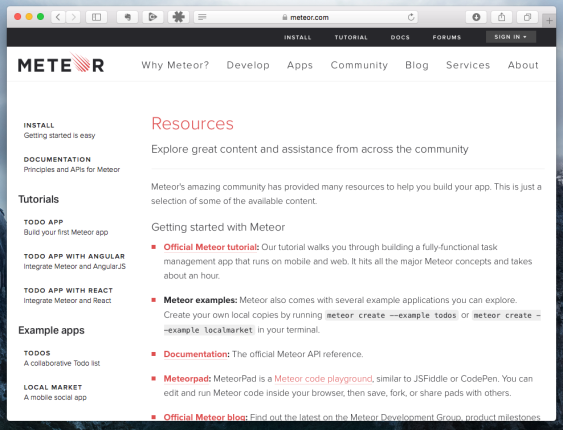 meteor.com
INSTALL TUTORIAL DOCS FORUMS SIGN IN
METEOR
Why Meteor? Develop Apps Community Blog Services About
INSTALL
Getting started is easy
DOCUMENTATION
Principles and APIs for Meteor
Tutorials
TODO APP
Build your first Meteor app
TODO APP WITH ANGULAR
Integrate Meteor and AngularJS
TODO APP WITH REACT
Integrate Meteor and React
Example apps
TODOS
A collaborative Todo list
LOCAL MARKET
A mobile social app
Resources
Explore great content and assistance from across the community
Meteor's amazing community has provided many resources to help you build your app. This is just a
selection of some of the available content.
Getting started with Meteor
Official Meteor tutorial: Our tutorial walks you through building a fully-functional task
management app that runs on mobile and web. It hits all the major Meteor concepts and takes
about an hour.
Meteor examples: Meteor also comes with several example applications you can explore.
Create your own local copies by running meteor create --example todos or meteor create -
-example localmarket in your terminal.
Documentation: The official Meteor API reference.
Meteorpad: MeteorPad is a Meteor code playground, similar to JSFiddle or CodePen. You can
edit and run Meteor code inside your browser, then save, fork, or share pads with others.
Official Meteor blog: Find out the latest on the Meteor Development Group, product milestones